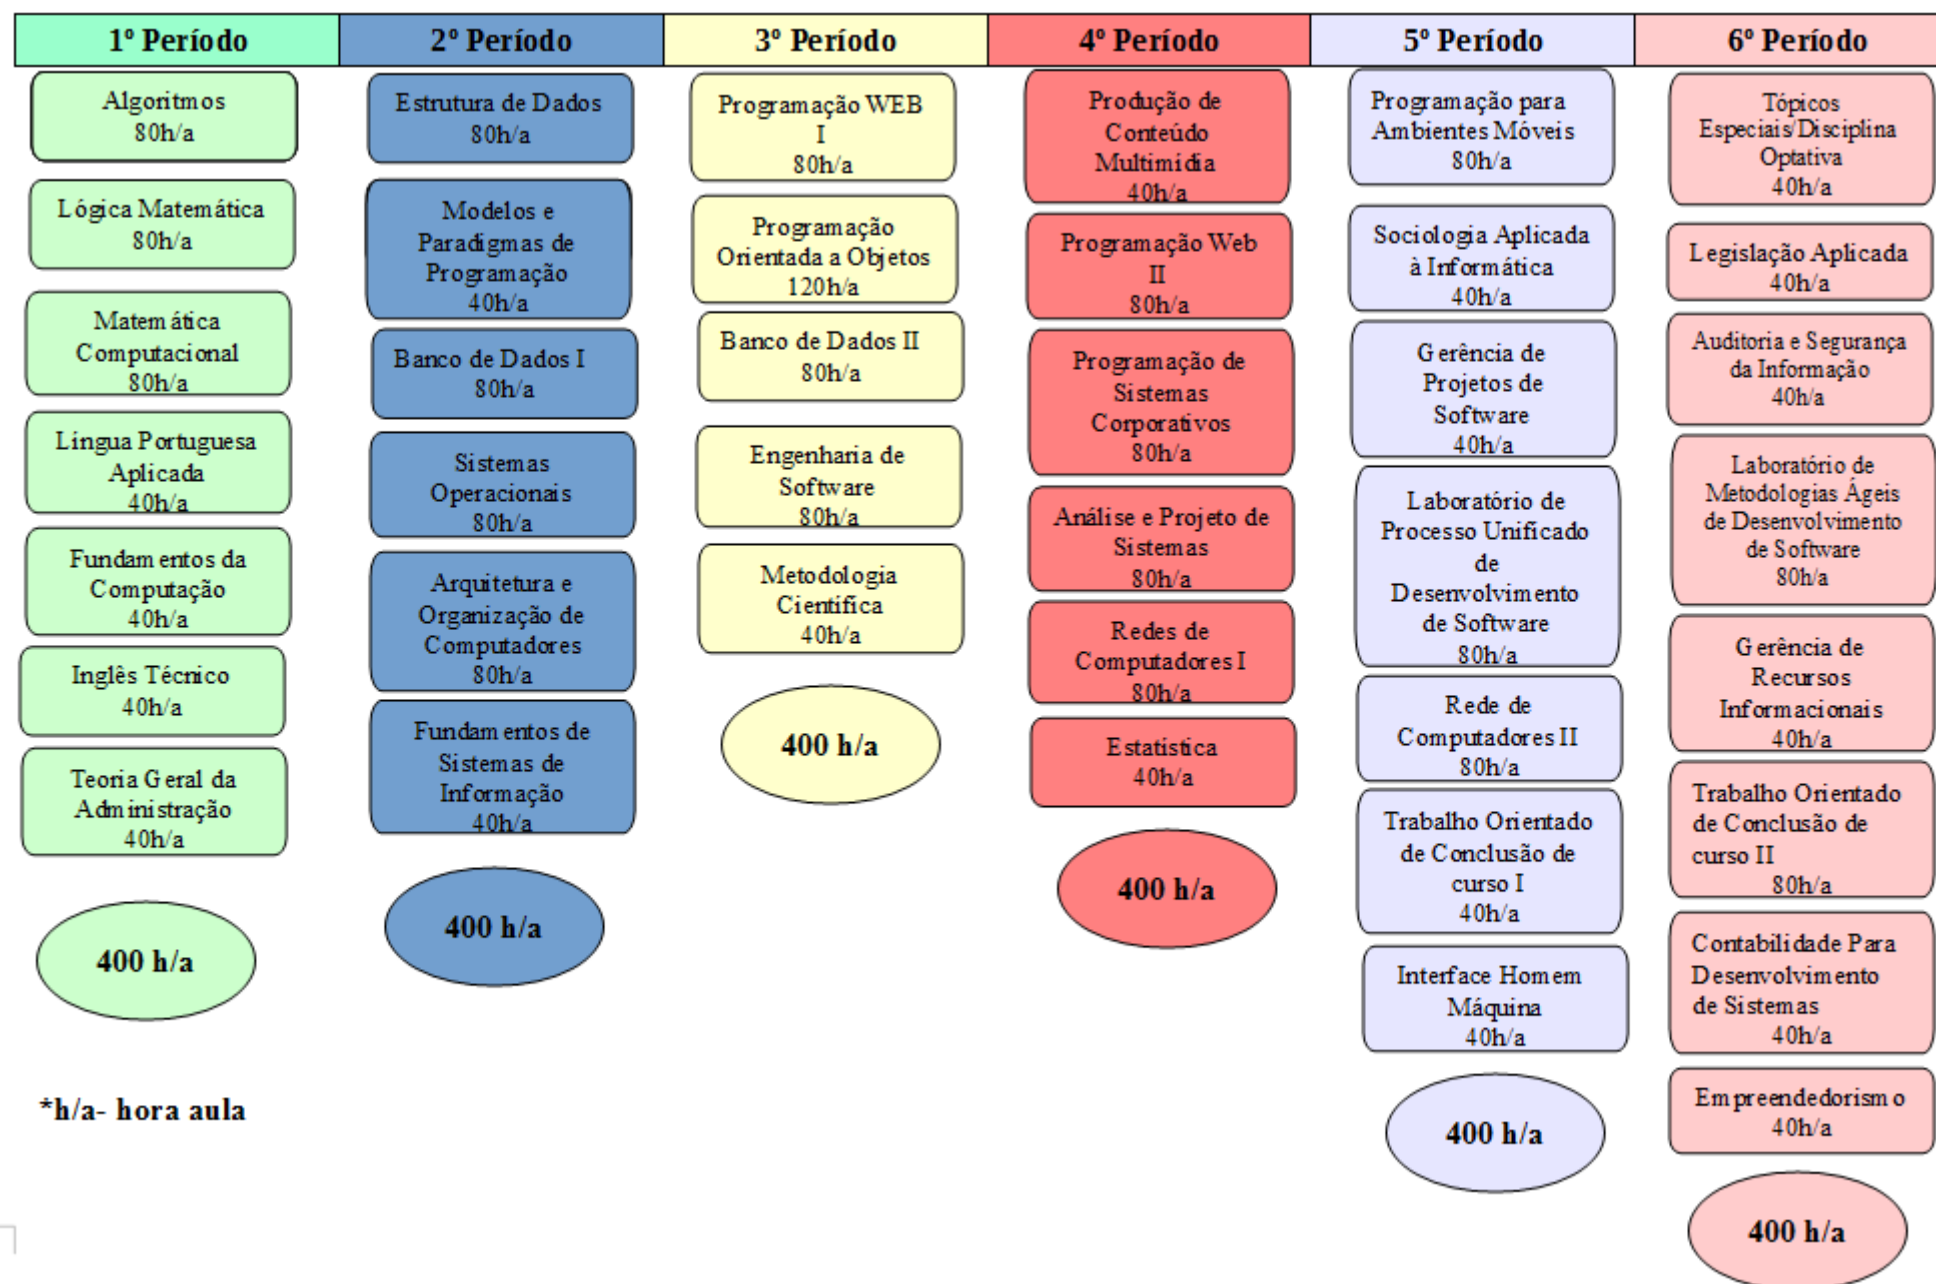 1º Período
2º Período
3º Período
4º Período
5º Período
6º Período
Algoritmos
80h/a
Lógica Matemática
80h/a
Matemática
Computacional
80h/a
Língua Portuguesa
Aplicada
40h/a
Fundamentos da
Computação
40h/a
Inglês Técnico
40h/a
Teoria Geral da
Administração
40h/a
400 h/a
*h/a- hora aula
Estrutura de Dados
80h/a
Modelos e
Paradigmas de
Programação
40h/a
Banco de Dados I
80h/a
Sistemas
Operacionais
80h/a
Arquitetura e
Organização de
Computadores
80h/a
Fundamentos de
Sistemas de
Informação
40h/a
400 h/a
Programação WEB
I
80h/a
Programação
Orientada a Objetos
120h/a
Banco de Dados II
80h/a
Engenharia de
Software
80h/a
Metodologia
Científica
40h/a
400 h/a
Produção de
Conteúdo
Multimídia
40h/a
Programação Web
II
80h/a
Programação de
Sistemas
Corporativos
80h/a
Análise e Projeto de
Sistemas
80h/a
Redes de
Computadores I
80h/a
Estatística
40h/a
400 h/a
Programação para
Ambientes Móveis
80h/a
Sociologia Aplicada
à Informática
40h/a
Gerência de
Projetos de
Software
40h/a
Laboratório de
Processo Unificado
de
Desenvolvimento
de Software
80h/a
Rede de
Computadores II
80h/a
Trabalho Orientado
de Conclusão de
curso I
40h/a
Interface Homem
Máquina
40h/a
400 h/a
Tópicos
Especiais/Disciplina
Optativa
40h/a
Legislação Aplicada
40h/a
Auditoria e Segurança
da Informação
40h/a
Laboratório de
Metodologias Ágeis
de Desenvolvimento
de Software
80h/a
Gerência de
Recursos
Informacionais
40h/a
Trabalho Orientado
de Conclusão de
curso II
80h/a
Contabilidade Para
Desenvolvimento
de Sistemas
40h/a
Empreendedorismo
40h/a
400 h/a